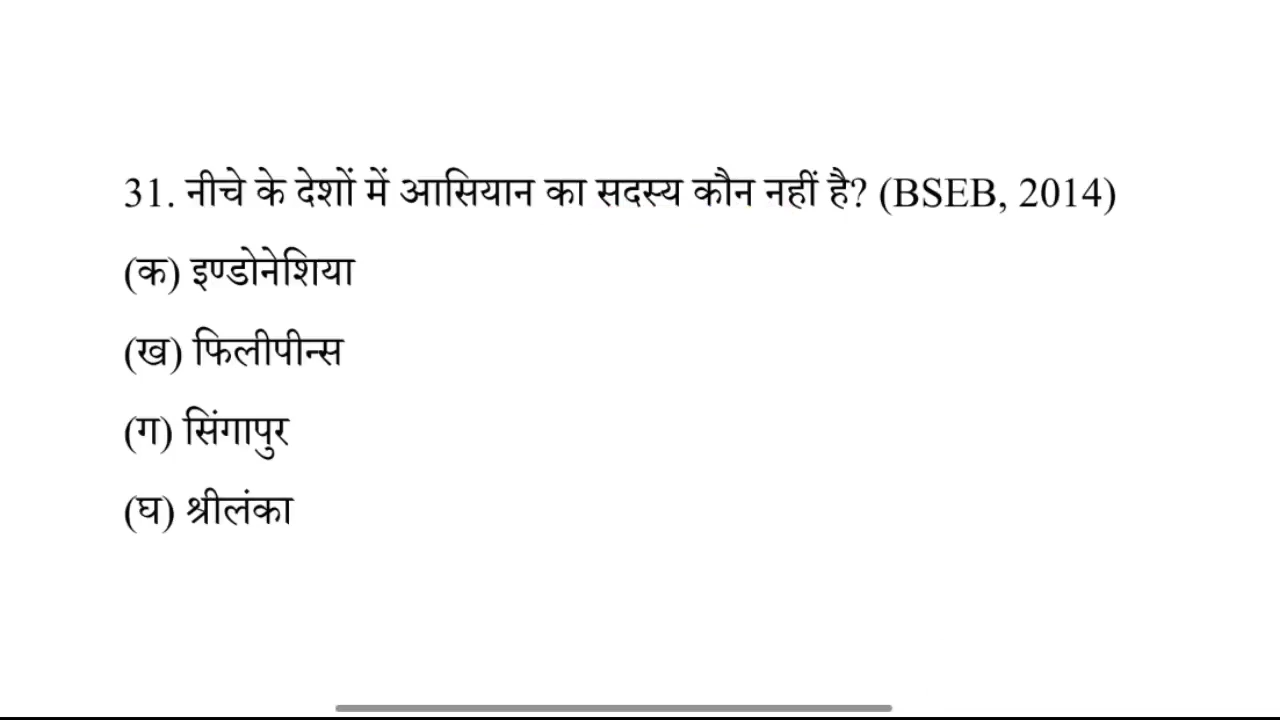 31. नीचे के देशों में आसियान का सदस्य कौन नहीं है? (BSEB, 2014)
(क) इण्डोनेशिया
(ख) फिलीपीन्स
(ग) सिंगापुर
(घ) श्रीलंका